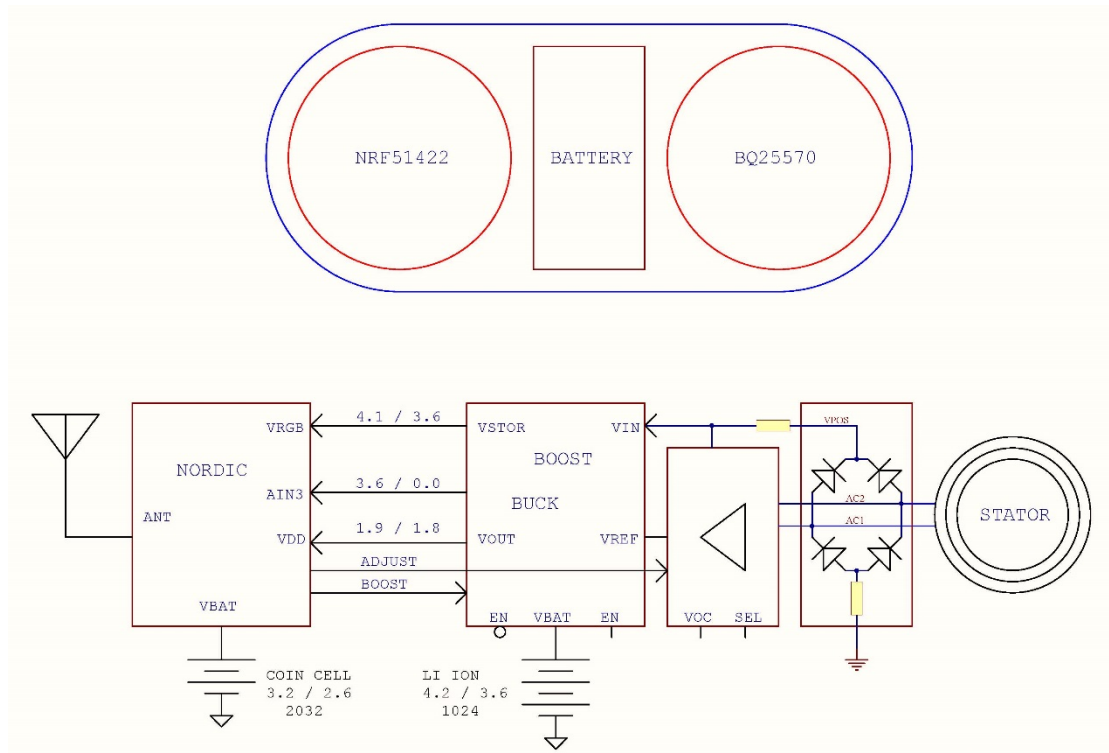 NRF51422
BATTERY
BQ25570
VRGB
4.1 / 3.6
VSTOR
VIN
VPOS
NORDIC
BOOST
AIN3
3.6 / 0.0
BUCK
AC2
ANT
STATOR
AC1
VDD
1.9 / 1.8
VOUT
VREF
ADJUST
BOOST
VBAT
EN
VBAT
EN
VOC
SEL
COIN CELL
3.2 / 2.6
2032
LI ION
4.2 / 3.6
1024